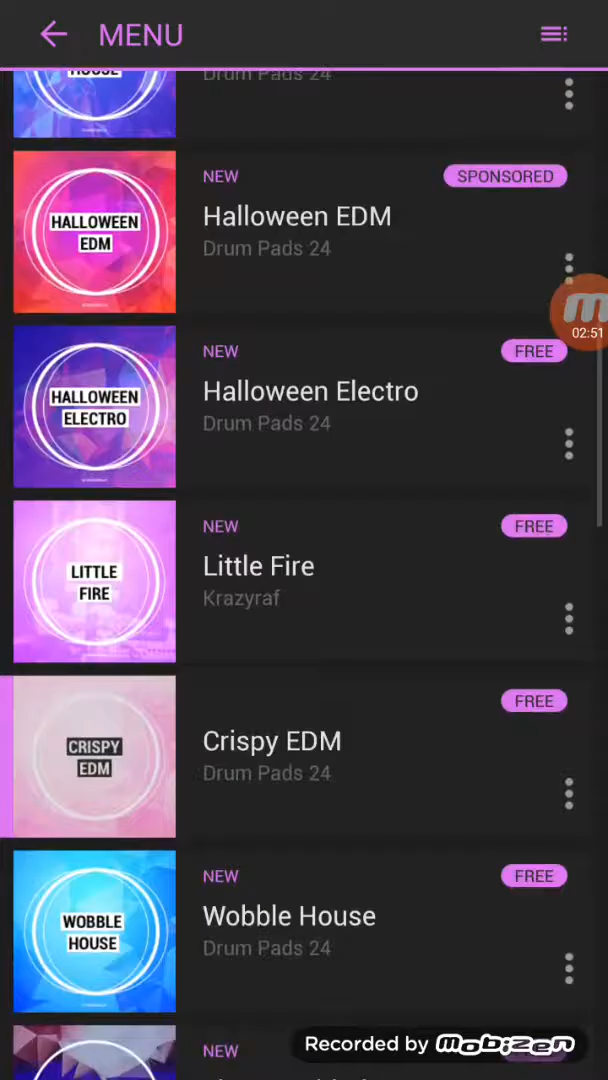 MENU
HOUSE
Drum Pads 24
HALLOWEEN
EDM
NEW
SPONSORED
Halloween EDM
Drum Pads 24
02:51
HALLOWEEN
ELECTRO
NEW
FREE
Halloween Electro
Drum Pads 24
LITTLE
FIRE
NEW
FREE
Little Fire
Krazyraf
CRISPY
EDM
FREE
Crispy EDM
Drum Pads 24
WOBBLE
HOUSE
NEW
FREE
Wobble House
Drum Pads 24
NEW
Recorded by Mobizen